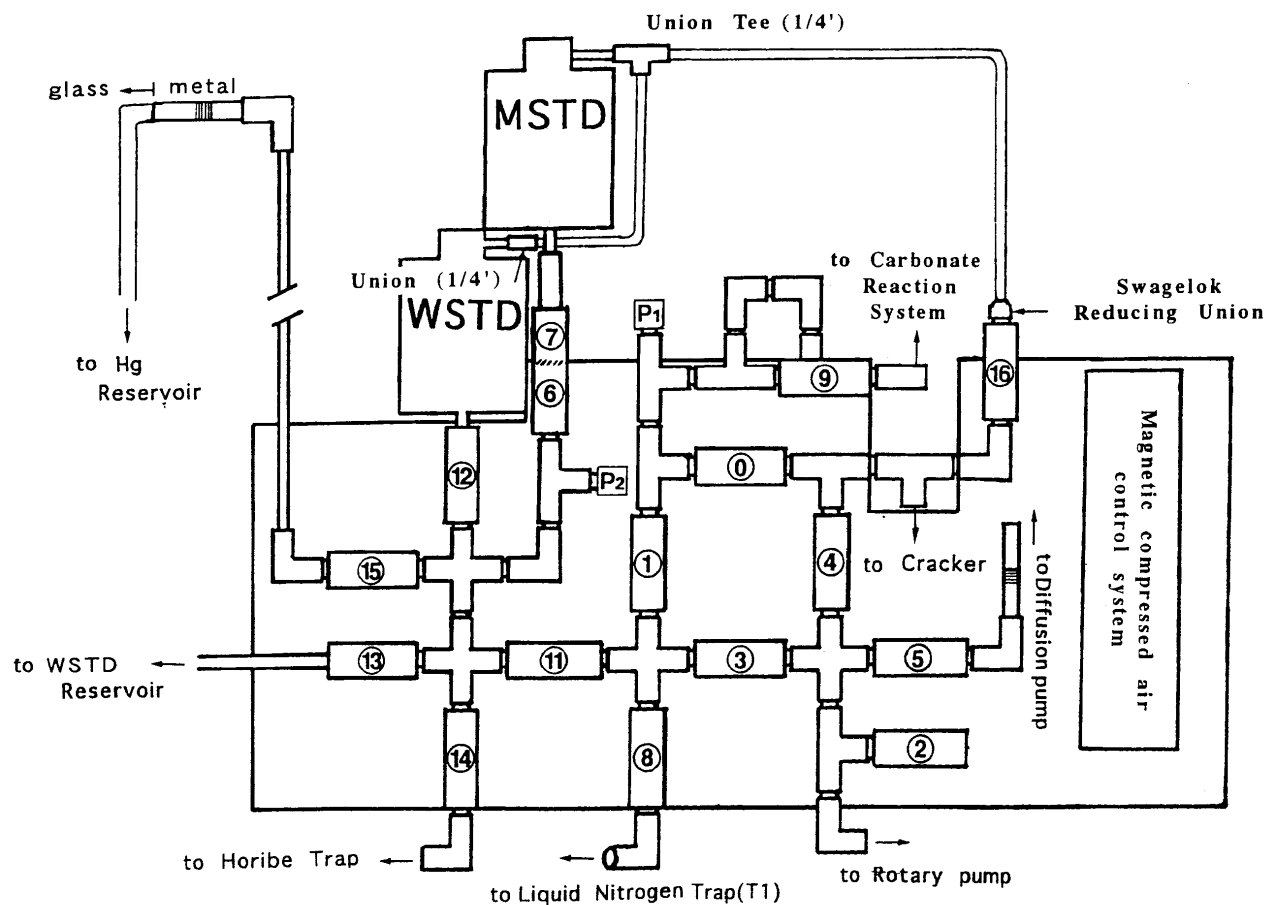 Union Tee (1/4')
glass
metal
MSTD
Union (1/4')
WSTD
to Carbonate
Reaction
System
Swagelok
Reducing Union
to Hg
Reservoir
P1
7
6
9
16
12
P2
0
15
1
4
to Cracker
to Diffusion pump
Magnetic compressed air
control system
to WSTD
Reservoir
13
11
3
5
14
8
2
to Horibe Trap
to Liquid Nitrogen Trap(T1)
to Rotary pump